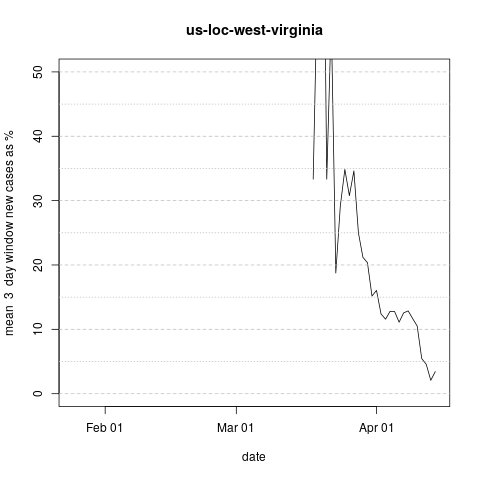 us-loc-west-virginia
mean 3 day window new cases as %
50
40
30
20
10
0
Feb 01
Mar 01
Apr 01
date